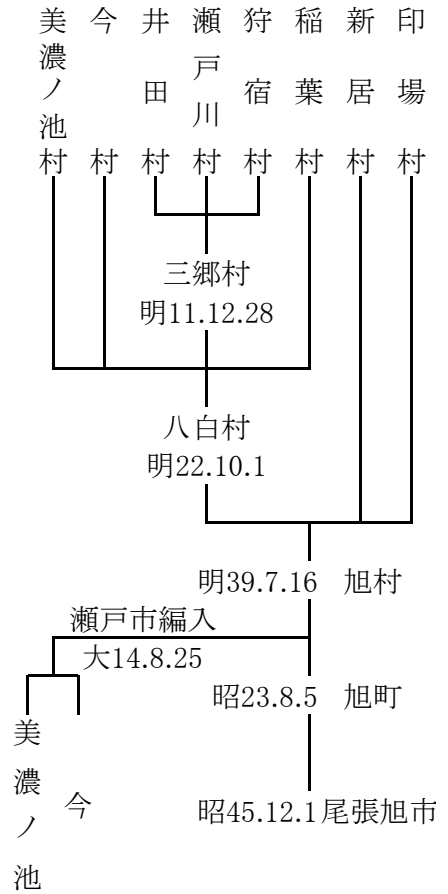 美濃ノ池村
今村
井田村
瀬戸川村
狩宿村
稲葉村
新居村
印場村
三郷村
明11.12.28
八白村
明22.10.1
明39.7.16 旭村
瀬戸市編入
大14.8.25
昭23.8.5 旭町
美濃ノ池
今
昭45.12.1尾張旭市